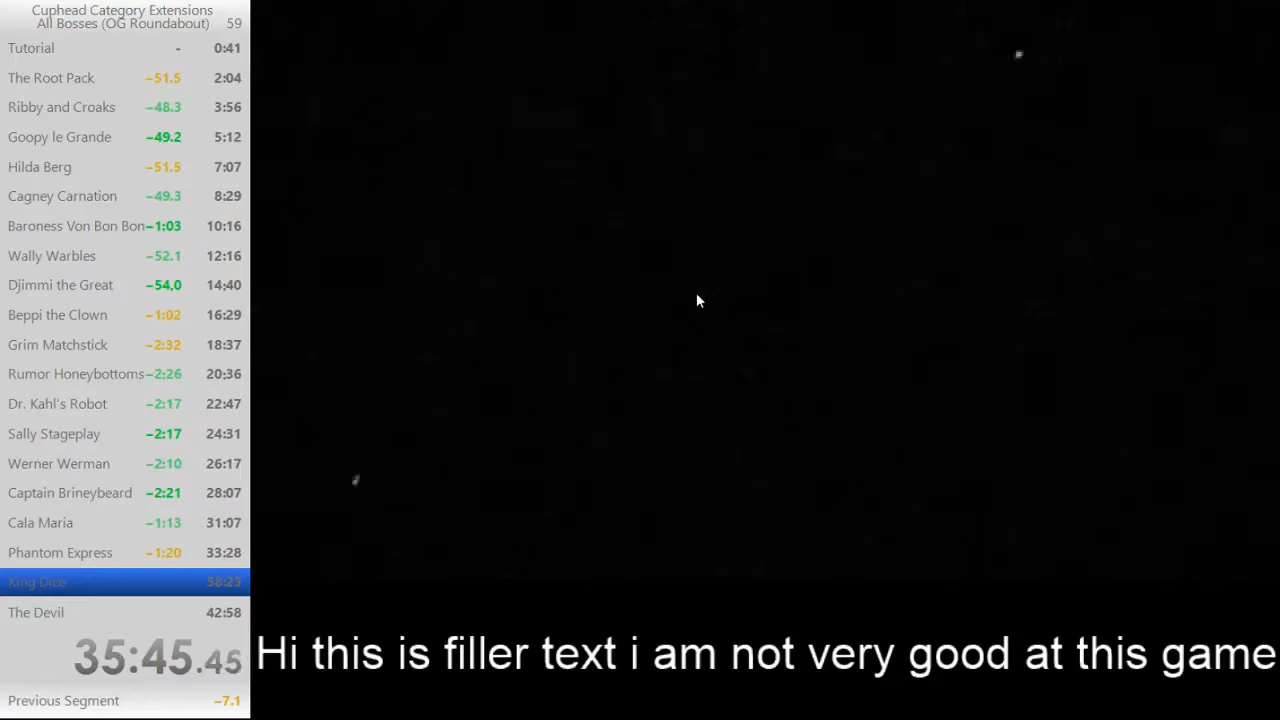 Cuphead Category Extensions
All Bosses (OG Roundabout) 59
Tutorial - 0:41
The Root Pack −51.5 2:04
Ribby and Croaks −48.3 3:56
Goopy le Grande −49.2 5:12
Hilda Berg −51.5 7:07
Cagney Carnation −49.3 8:29
Baroness Von Bon Bon −1:03 10:16
Wally Warbles −52.1 12:16
Djimmi the Great −54.0 14:40
Beppi the Clown −1:02 16:29
Grim Matchstick −2:32 18:37
Rumor Honeybottoms −2:26 20:36
Dr. Kahl's Robot −2:17 22:47
Sally Stageplay −2:17 24:31
Werner Werman −2:10 26:17
Captain Brineybeard −2:21 28:07
Cala Maria −1:13 31:07
Phantom Express −1:20 33:28
King Dice 38:23
The Devil 42:58
35:45.45
Previous Segment −7.1
Hi this is filler text i am not very good at this game